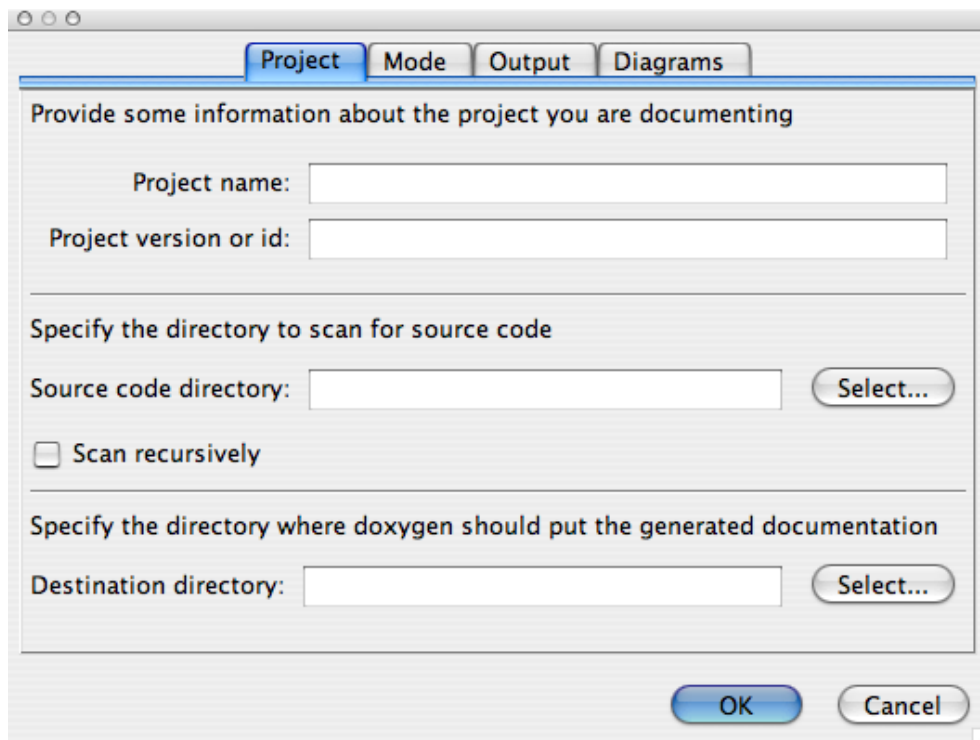 Project Mode Output Diagrams
Provide some information about the project you are documenting
Project name:
Project version or id:
Specify the directory to scan for source code
Source code directory: Select...
Scan recursively
Specify the directory where doxygen should put the generated documentation
Destination directory: Select...
OK Cancel